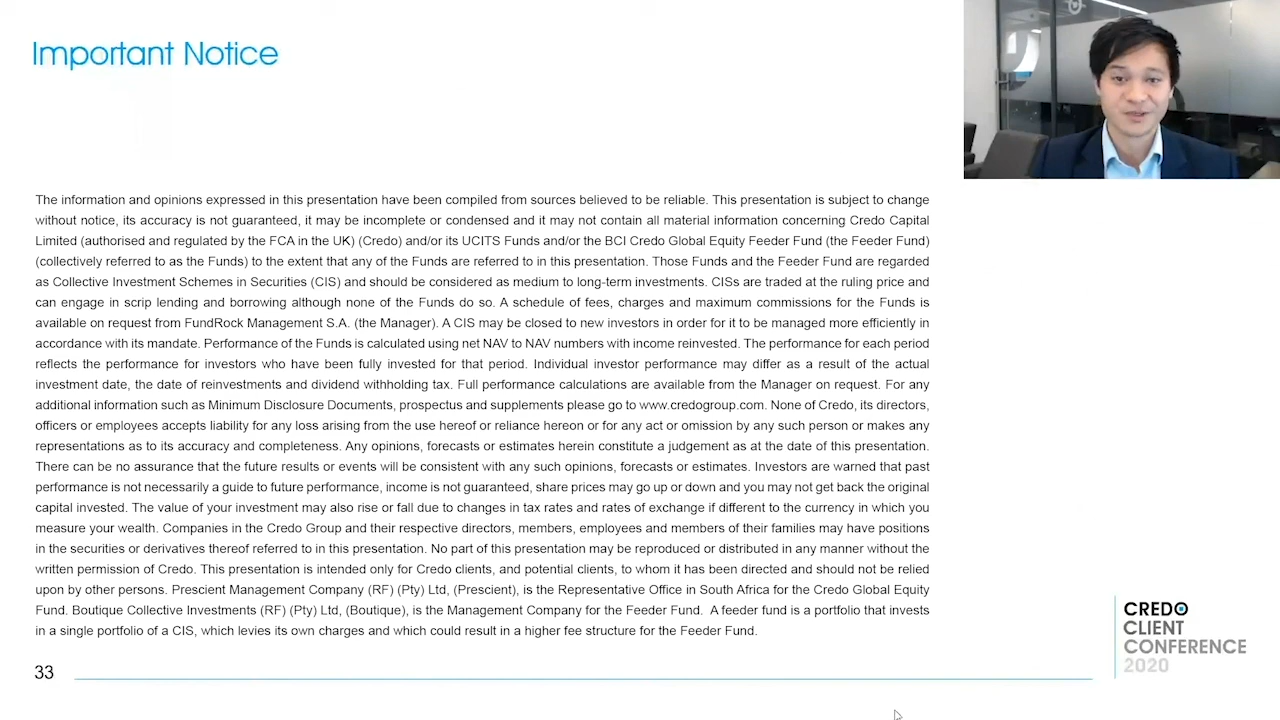 Important Notice
The information and opinions expressed in this presentation have been compiled from sources believed to be reliable. This presentation is subject to change
without notice, its accuracy is not guaranteed, it may be incomplete or condensed and it may not contain all material information concerning Credo Capital
Limited (authorised and regulated by the FCA in the UK) (Credo) and/or its UCITS Funds and/or the BCI Credo Global Equity Feeder Fund (the Feeder Fund)
(collectively referred to as the Funds) to the extent that any of the Funds are referred to in this presentation. Those Funds and the Feeder Fund are regarded
as Collective Investment Schemes in Securities (CIS) and should be considered as medium to long-term investments. CISs are traded at the ruling price and
can engage in scrip lending and borrowing although none of the Funds do so. A schedule of fees, charges and maximum commissions for the Funds is
available on request from FundRock Management S.A. (the Manager). A CIS may be closed to new investors in order for it to be managed more efficiently in
accordance with its mandate. Performance of the Funds is calculated using net NAV to NAV numbers with income reinvested. The performance for each period
reflects the performance for investors who have been fully invested for that period. Individual investor performance may differ as a result of the actual
investment date, the date of reinvestments and dividend withholding tax. Full performance calculations are available from the Manager on request. For any
additional information such as Minimum Disclosure Documents, prospectus and supplements please go to www.credogroup.com. None of Credo, its directors,
officers or employees accepts liability for any loss arising from the use hereof or reliance hereon or for any act or omission by any such person or makes any
representations as to its accuracy and completeness. Any opinions, forecasts or estimates herein constitute a judgement as at the date of this presentation.
There can be no assurance that the future results or events will be consistent with any such opinions, forecasts or estimates. Investors are warned that past
performance is not necessarily a guide to future performance, income is not guaranteed, share prices may go up or down and you may not get back the original
capital invested. The value of your investment may also rise or fall due to changes in tax rates and rates of exchange if different to the currency in which you
measure your wealth. Companies in the Credo Group and their respective directors, members, employees and members of their families may have positions
in the securities or derivatives thereof referred to in this presentation. No part of this presentation may be reproduced or distributed in any manner without the
written permission of Credo. This presentation is intended only for Credo clients, and potential clients, to whom it has been directed and should not be relied
upon by other persons. Prescient Management Company (RF) (Pty) Ltd, (Prescient), is the Representative Office in South Africa for the Credo Global Equity
Fund. Boutique Collective Investments (RF) (Pty) Ltd, (Boutique), is the Management Company for the Feeder Fund. A feeder fund is a portfolio that invests
in a single portfolio of a CIS, which levies its own charges and which could result in a higher fee structure for the Feeder Fund.
33
CREDO
CLIENT
CONFERENCE
2020